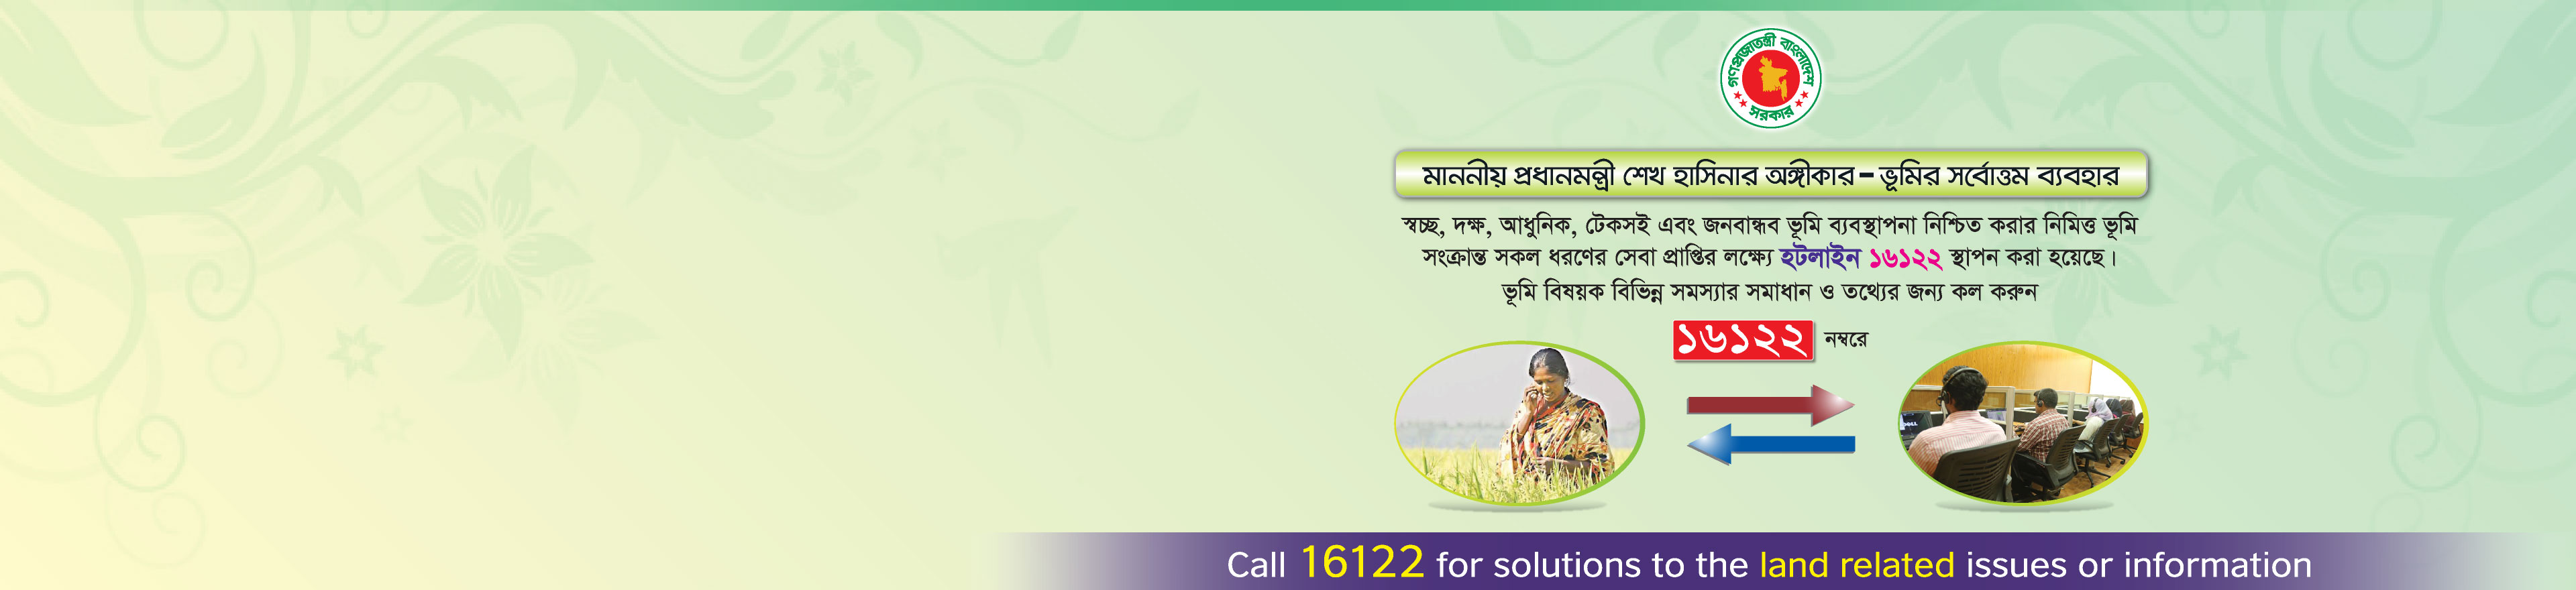 গণপ্রজাতন্ত্রী বাংলাদেশ
সরকার
মাননীয় প্রধানমন্ত্রী শেখ হাসিনার অঙ্গীকার - ভূমির সর্বোত্তম ব্যবহার
স্বচ্ছ, দক্ষ, আধুনিক, টেকসই এবং জনবান্ধব ভূমি ব্যবস্থাপনা নিশ্চিত করার নিমিত্ত ভূমি
সংক্রান্ত সকল ধরণের সেবা প্রাপ্তির লক্ষ্যে হটলাইন ১৬১২২ স্থাপন করা হয়েছে।
ভূমি বিষয়ক বিভিন্ন সমস্যার সমাধান ও তথ্যের জন্য কল করুন
১৬১২২ নম্বরে
DELL
Call 16122 for solutions to the land related issues or information